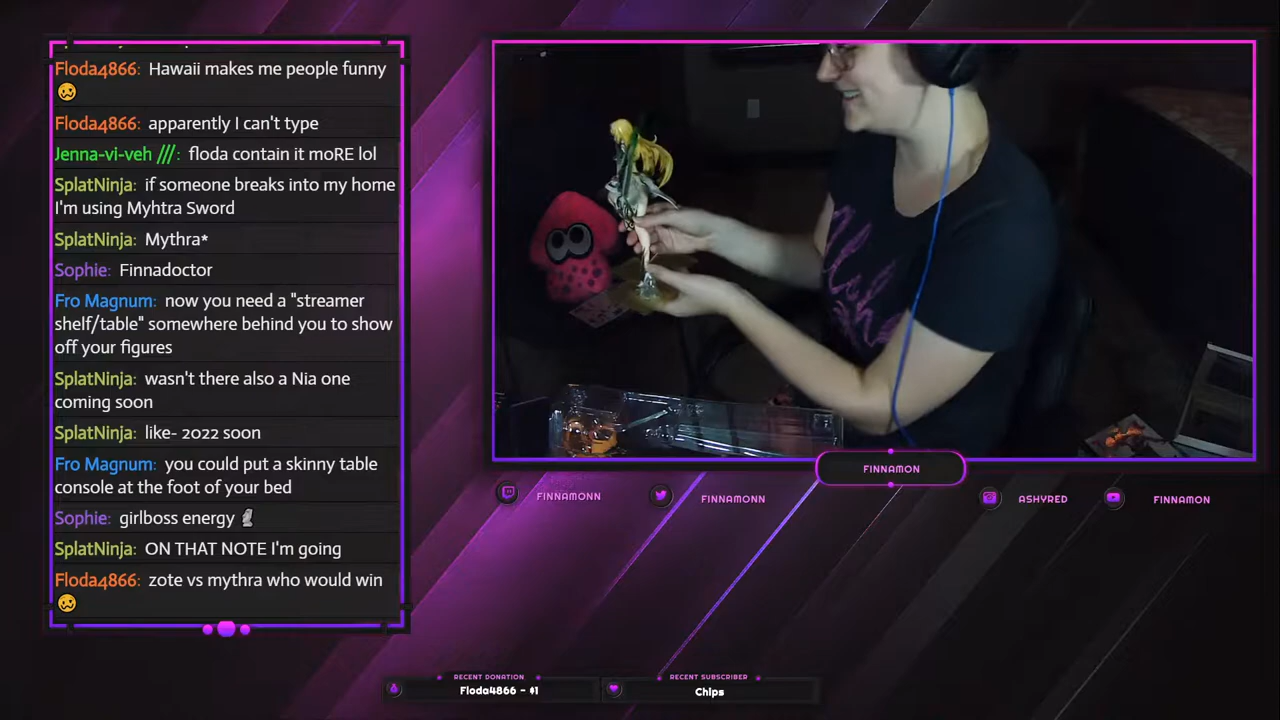 Floda4866: Hawaii makes me people funny
🥴
Floda4866: apparently I can't type
Jenna-vi-veh ///: floda contain it moRE lol
SplatNinja: if someone breaks into my home
I'm using Myhtra Sword
SplatNinja: Mythra*
Sophie: Finnadoctor
Fro Magnum: now you need a "streamer
shelf/table" somewhere behind you to show
off your figures
SplatNinja: wasn't there also a Nia one
coming soon
SplatNinja: like- 2022 soon
Fro Magnum: you could put a skinny table
console at the foot of your bed
Sophie: girlboss energy
SplatNinja: ON THAT NOTE I'm going
Floda4866: zote vs mythra who would win
🥴
FINNAMON
FINNAMONN
FINNAMONN
ASHYRED
FINNAMON
RECENT DONATION
Floda4866 - $1
RECENT SUBSCRIBER
Chips